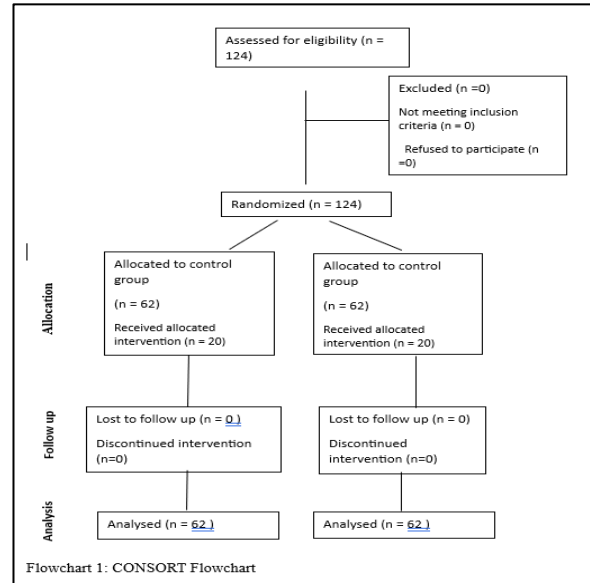 Assessed for eligibility (n =
124)
Excluded (n =0)
Not meeting inclusion
criteria (n = 0)
Refused to participate (n
=0)
Randomized (n = 124)
Allocation
Allocated to control
group
(n = 62)
Received allocated
intervention (n = 20)
Allocated to control
group
(n = 62)
Received allocated
intervention (n = 20)
Follow up
Lost to follow up (n = 0 )
Discontinued intervention
(n=0)
Lost to follow up (n = 0)
Discontinued
intervention (n=0)
Analysis
Analysed (n = 62 )
Analysed (n = 62 )
Flowchart 1: CONSORT Flowchart